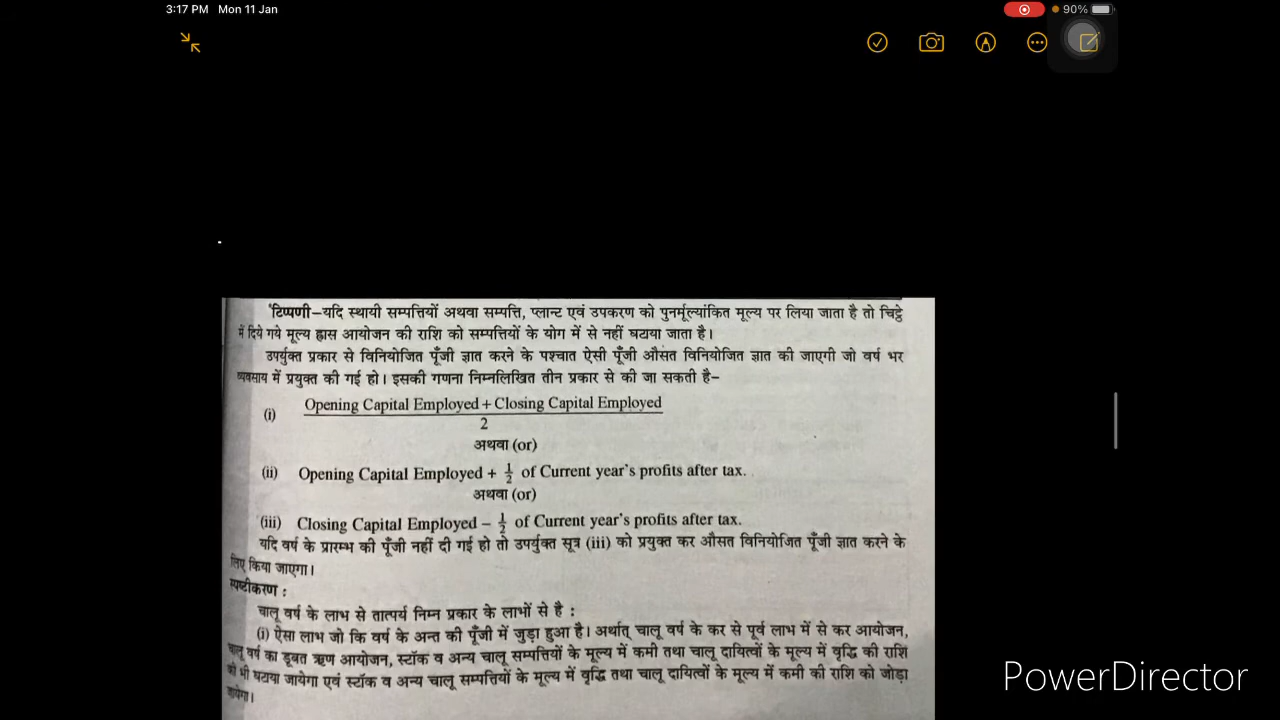 3:17 PM Mon 11 Jan
90%
'टिप्पणी–यदि स्थायी सम्पत्तियों अथवा सम्पत्ति, प्लान्ट एवं उपकरण को पुनर्मूल्यांकित मूल्य पर लिया जाता है तो चिट्ठे
में दिये गये मूल्य ह्रास आयोजन की राशि को सम्पत्तियों के योग में से नहीं घटाया जाता है।
उपर्युक्त प्रकार से विनियोजित पूँजी ज्ञात करने के पश्चात ऐसी पूँजी औसत विनियोजित ज्ञात की जाएगी जो वर्ष भर
व्यवसाय में प्रयुक्त की गई हो। इसकी गणना निम्नलिखित तीन प्रकार से की जा सकती है–
(i) Opening Capital Employed + Closing Capital Employed
2
अथवा (or)
(ii) Opening Capital Employed + 1/2 of Current year's profits after tax.
अथवा (or)
(iii) Closing Capital Employed – 1/2 of Current year's profits after tax.
यदि वर्ष के प्रारम्भ की पूँजी नहीं दी गई हो तो उपर्युक्त सूत्र (iii) को प्रयुक्त कर औसत विनियोजित पूँजी ज्ञात करने के
लिए किया जाएगा।
स्पष्टीकरण :
चालू वर्ष के लाभ से तात्पर्य निम्न प्रकार के लाभों से है :
(i) ऐसा लाभ जो कि वर्ष के अन्त की पूँजी में जुड़ा हुआ है। अर्थात् चालू वर्ष के कर से पूर्व लाभ में से कर आयोजन,
चालू वर्ष का डूबत ऋण आयोजन, स्टॉक व अन्य चालू सम्पत्तियों के मूल्य में कमी तथा चालू दायित्वों के मूल्य में वृद्धि की राशि
को भी घटाया जायेगा एवं स्टॉक व अन्य चालू सम्पत्तियों के मूल्य में वृद्धि तथा चालू दायित्वों के मूल्य में कमी की राशि को जोड़ा
जायेगा।
PowerDirector